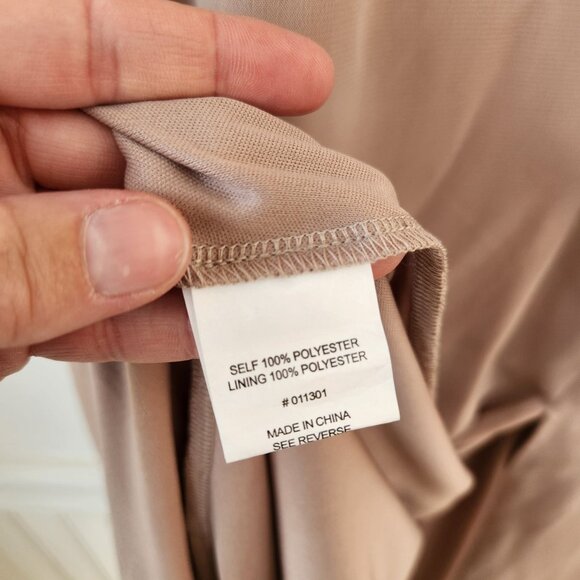 SELF 100% POLYESTER
LINING 100% POLYESTER
# 011301
MADE IN CHINA
SEE REVERSE